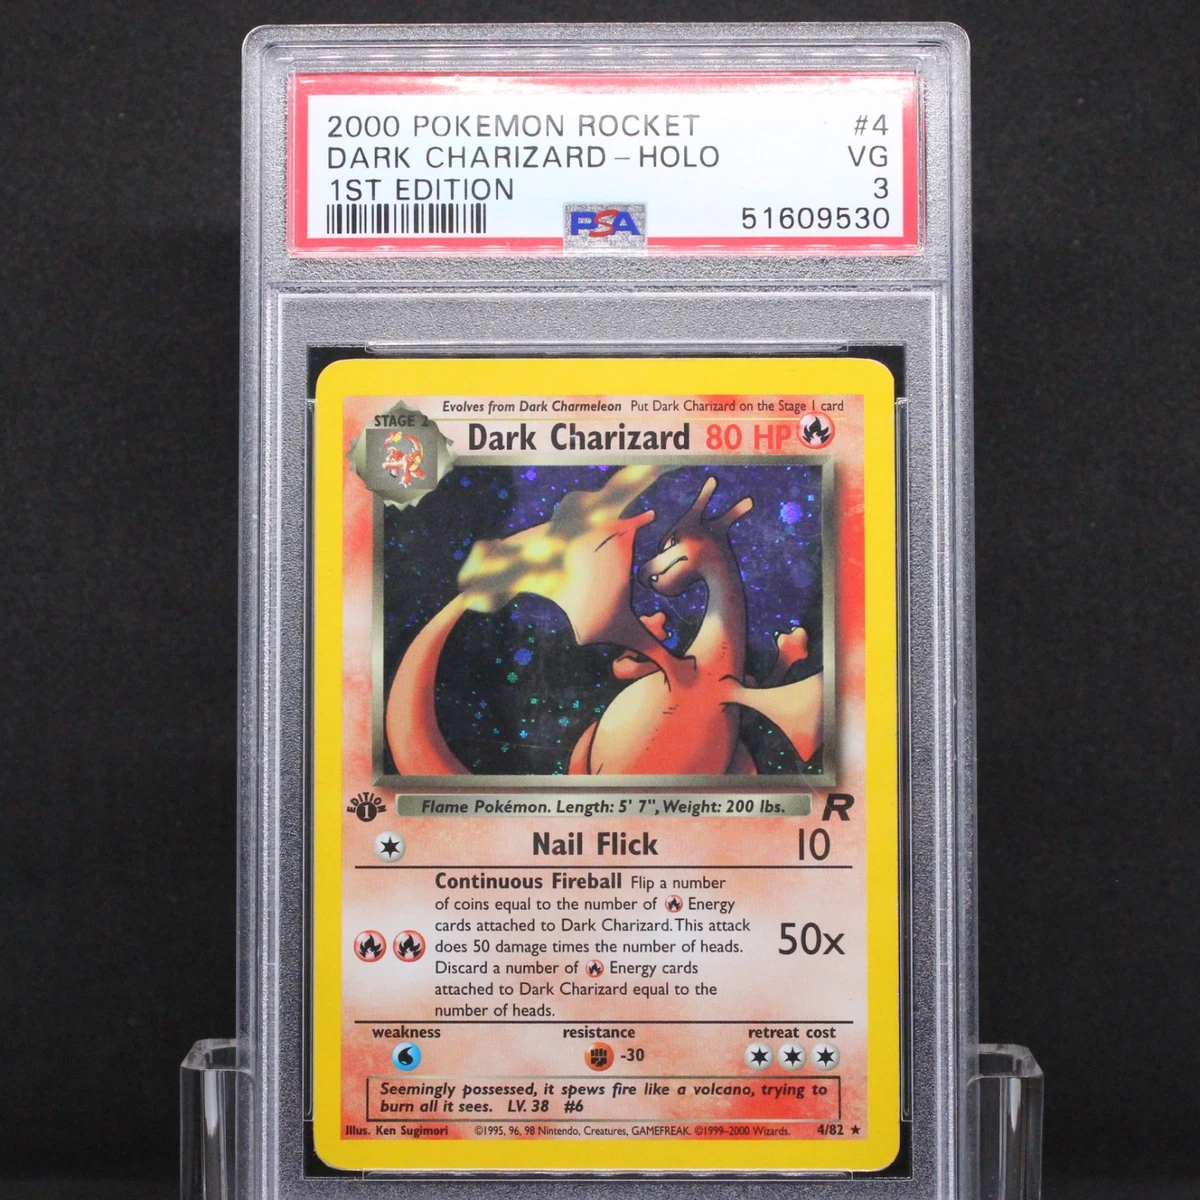 2000 POKEMON ROCKET #4
DARK CHARIZARD - HOLO VG
1ST EDITION 3
PSA 51609530
Evolves from Dark Charmeleon Put Dark Charizard on the Stage 1 card
STAGE 2
Dark Charizard 80 HP
EDITION 1
Flame Pokémon. Length: 5' 7", Weight: 200 lbs. R
Nail Flick 10
Continuous Fireball Flip a number
of coins equal to the number of Energy
cards attached to Dark Charizard. This attack
does 50 damage times the number of heads. 50x
Discard a number of Energy cards
attached to Dark Charizard equal to the
number of heads.
weakness resistance retreat cost
-30
Seemingly possessed, it spews fire like a volcano, trying to
burn all it sees. LV. 38 #6
Illus. Ken Sugimori ©1995, 96, 98 Nintendo, Creatures, GAMEFREAK. ©1999-2000 Wizards. 4/82 ★